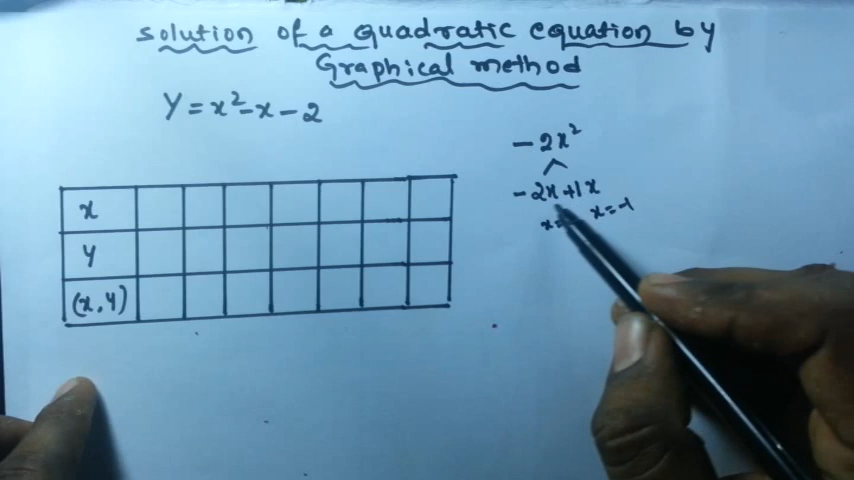 solution of a quadratic equation by
Graphical method
Y = x² - x - 2
- 2x²
- 2x +1x
x= x=-1
x
y
(x, y)